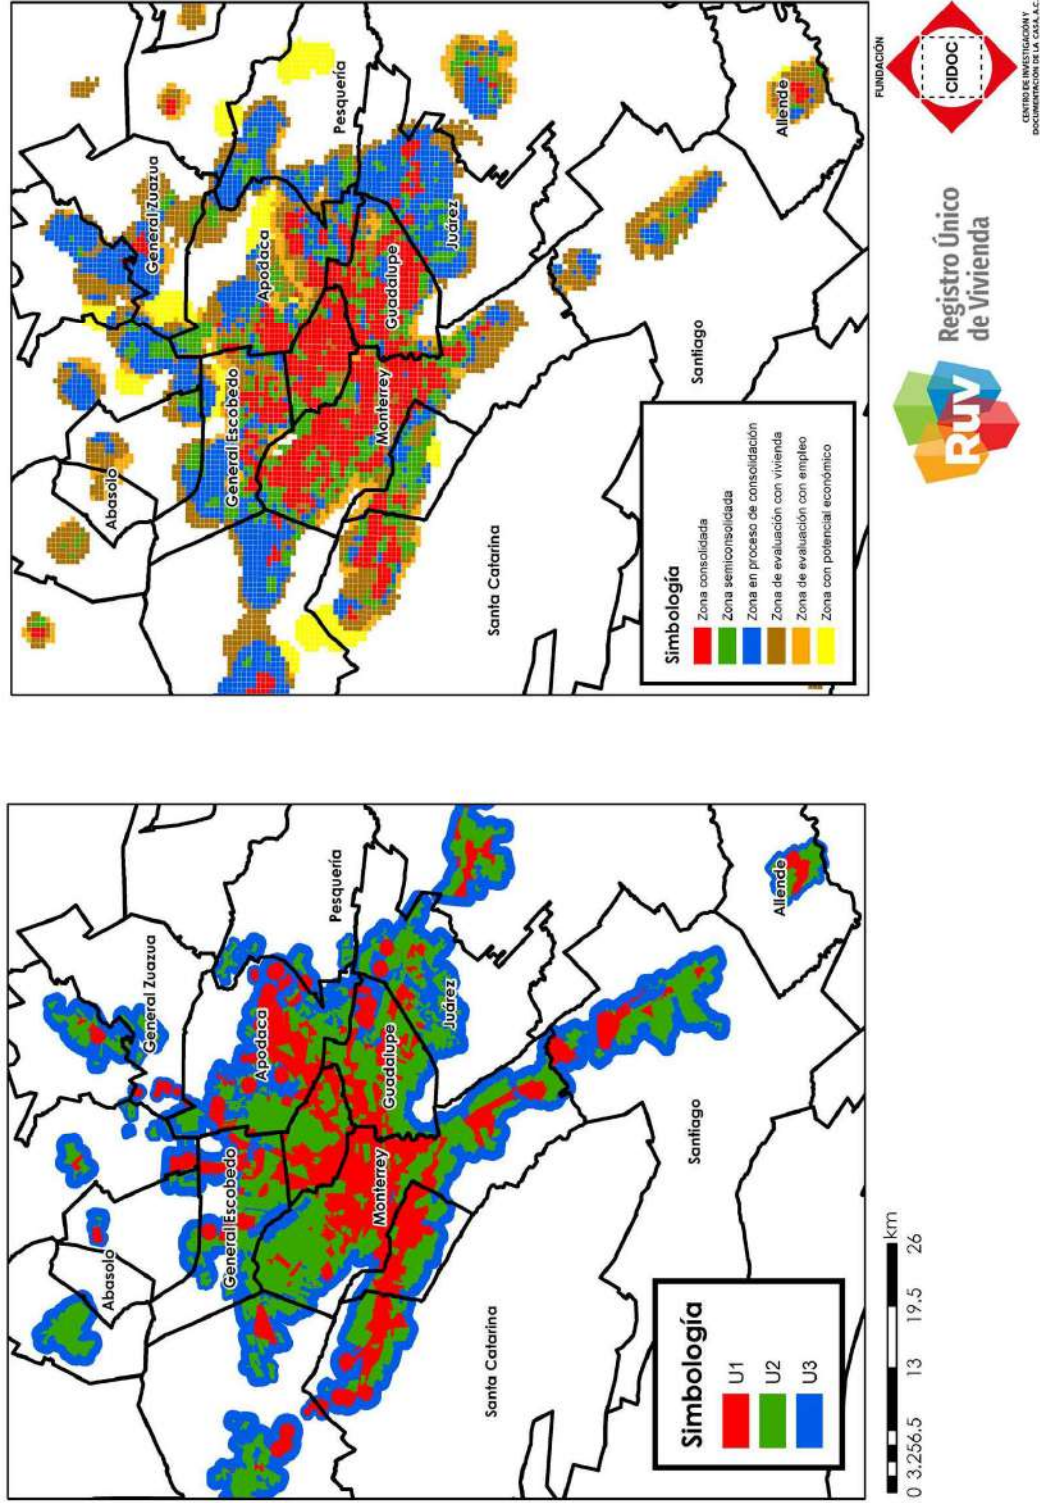 Abasolo
General Zuazua
General Escobedo
Apodaca
Pesquería
Monterrey
Guadalupe
Juárez
Santa Catarina
Santiago
Allende
Simbología
U1
U2
U3
0 3.25 6.5 13 19.5 26
km
Abasolo
General Zuazua
General Escobedo
Apodaca
Pesquería
Monterrey
Guadalupe
Juárez
Santa Catarina
Santiago
Allende
Simbología
Zona consolidada
Zona semiconsolidada
Zona en proceso de consolidación
Zona de evaluación con vivienda
Zona de evaluación con empleo
Zona con potencial económico
Ruv
Registro Único
de Vivienda
FUNDACIÓN
CIDOC
CENTRO DE INVESTIGACIÓN Y
DOCUMENTACIÓN DE LA CASA, A.C.